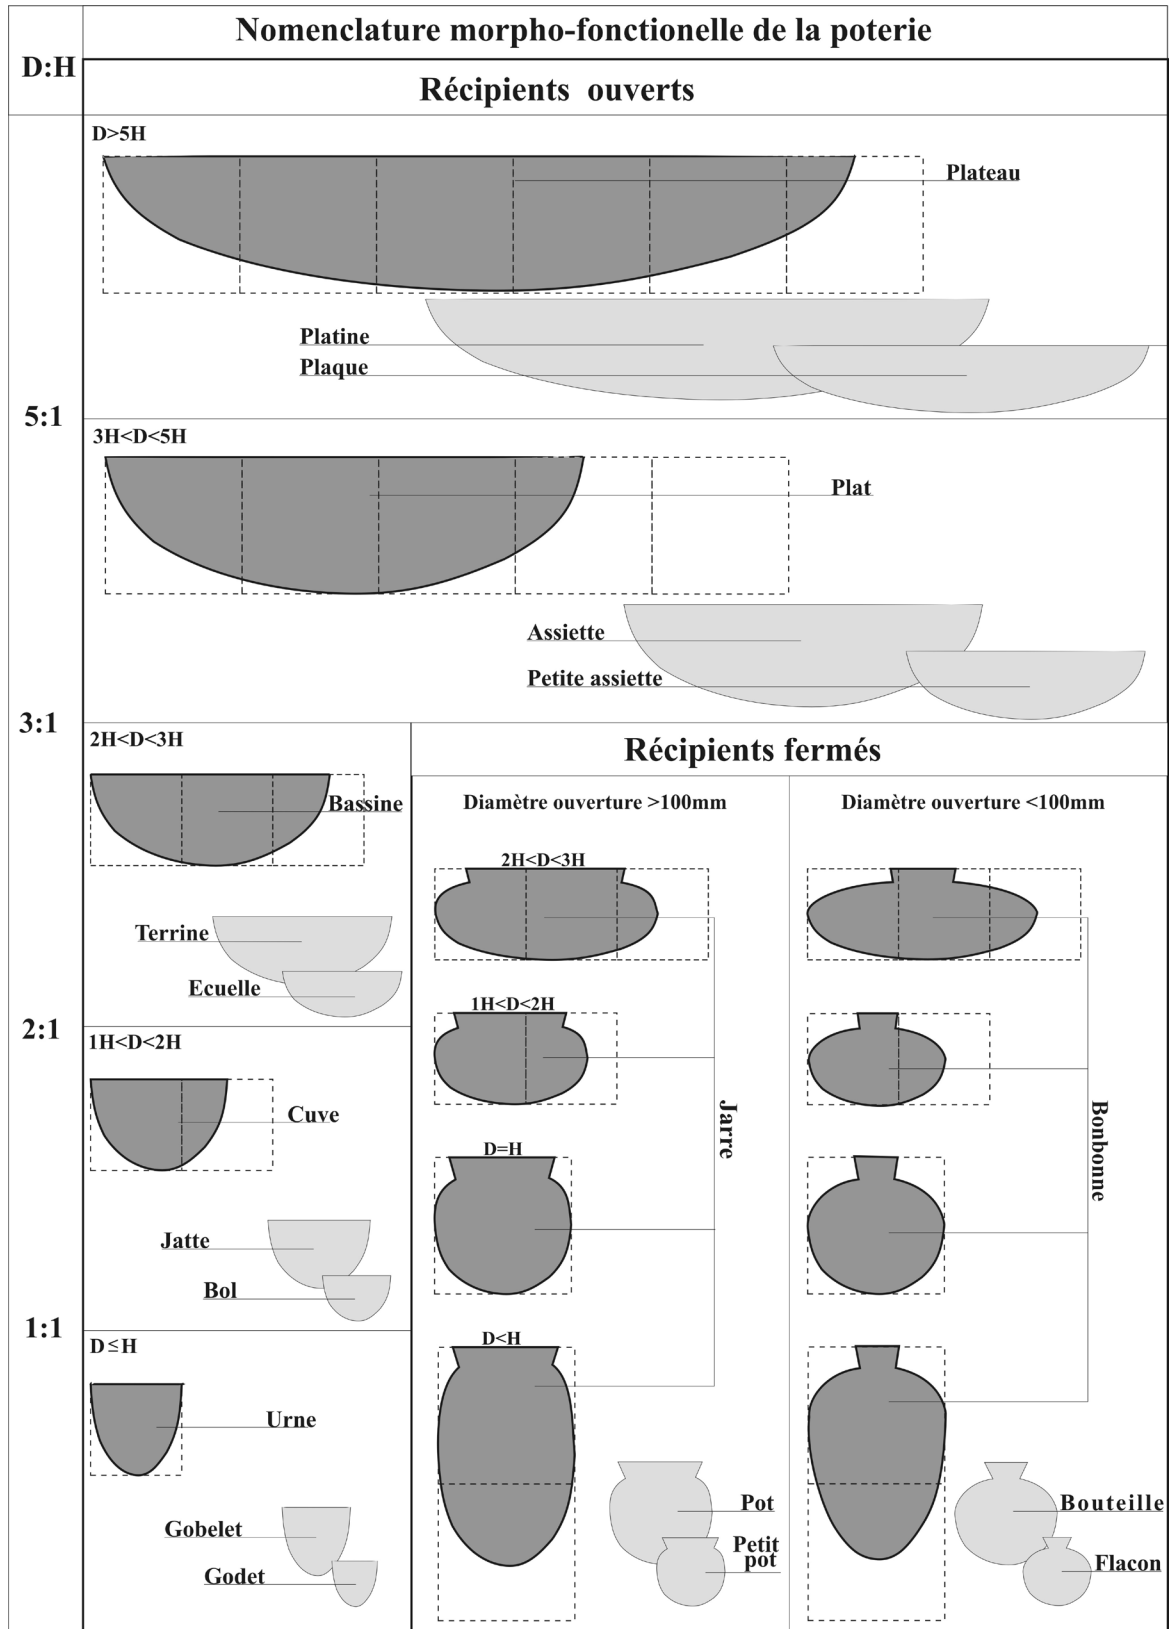 Nomenclature morpho-fonctionelle de la poterie
D:H
Récipients ouverts
D>5H
Plateau
Platine
Plaque
5:1
3H<D<5H
Plat
Assiette
Petite assiette
3:1
2H<D<3H
Bassine
Terrine
Ecuelle
2:1
1H<D<2H
Cuve
Jatte
Bol
1:1
D≤H
Urne
Gobelet
Godet
Récipients fermés
Diamètre ouverture >100mm
2H<D<3H
1H<D<2H
Jarre
D=H
D<H
Pot
Petit
pot
Diamètre ouverture <100mm
Bonbonne
Bouteille
Flacon